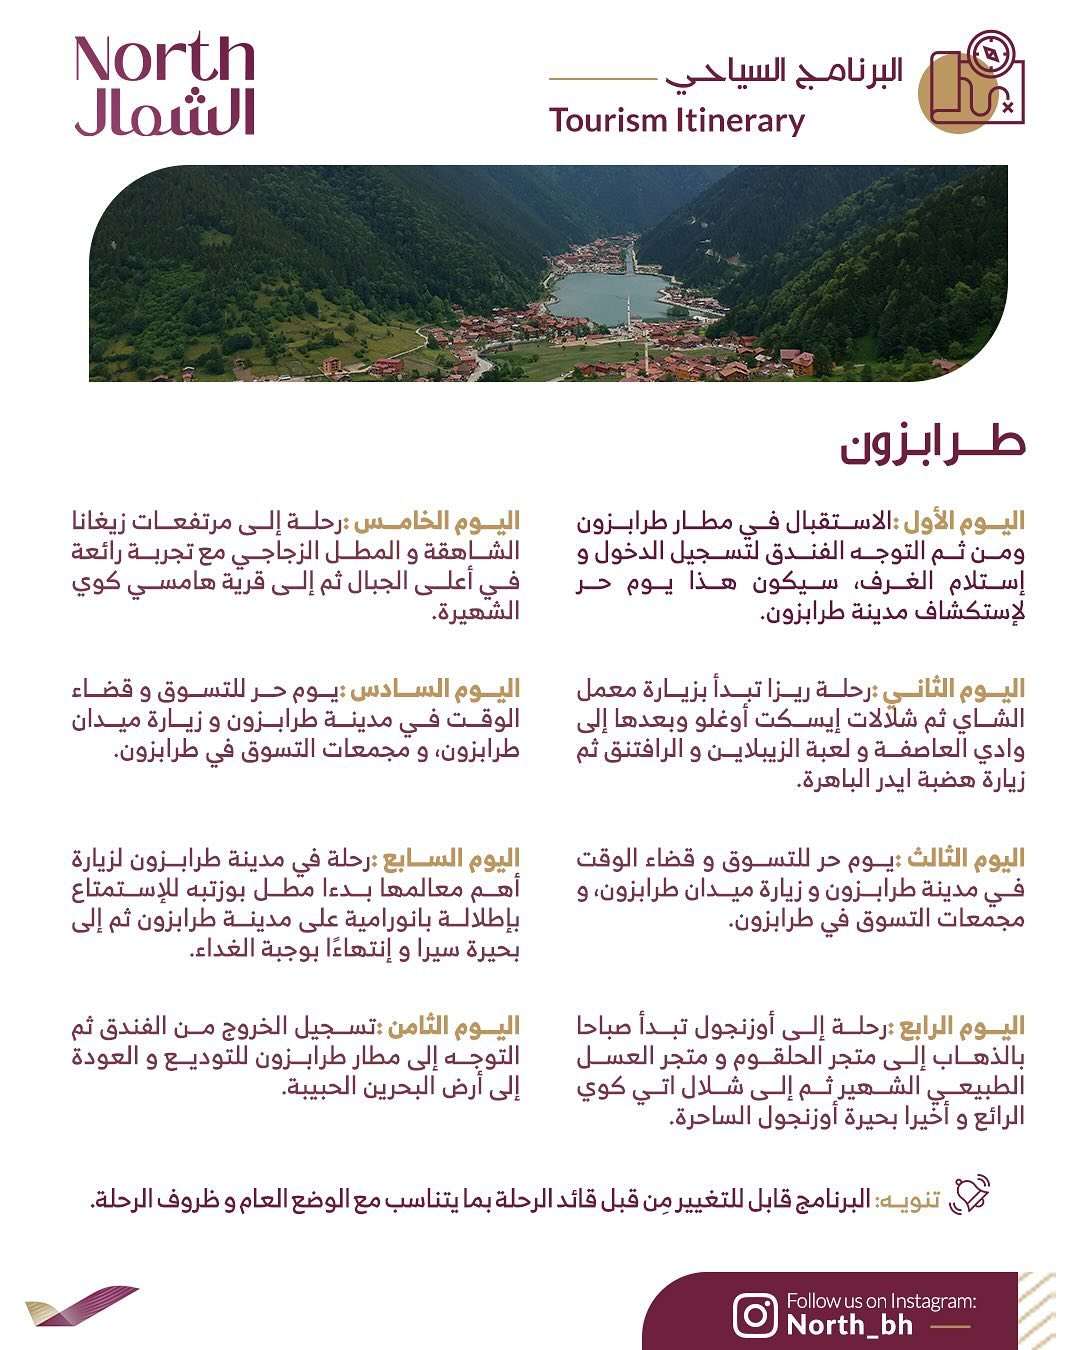 North
الشمال
البرنامج السياحي
Tourism Itinerary
طرابزون
اليوم الأول: الاستقبال في مطار طرابزون
ومن ثم التوجه الفندق لتسجيل الدخول و
إستلام الغرف، سيكون هذا يوم حر
لإستكشاف مدينة طرابزون.
اليوم الثاني: رحلة ريزا تبدأ بزيارة معمل
الشاي ثم شلالات إيسكت أوغلو وبعدها إلى
وادي العاصفة و لعبة الزيبلاين و الرافتنق ثم
زيارة هضبة ايدر الباهرة.
اليوم الثالث: يوم حر للتسوق و قضاء الوقت
في مدينة طرابزون و زيارة ميدان طرابزون، و
مجمعات التسوق في طرابزون.
اليوم الرابع: رحلة إلى أوزنجول تبدأ صباحا
بالذهاب إلى متجر الحلقوم و متجر العسل
الطبيعي الشهير ثم إلى شلال اتي كوي
الرائع و أخيرا بحيرة أوزنجول الساحرة.
اليوم الخامس: رحلة إلى مرتفعات زيغانا
الشاهقة و المطل الزجاجي مع تجربة رائعة
في أعلى الجبال ثم إلى قرية هامسي كوي
الشهيرة.
اليوم السادس: يوم حر للتسوق و قضاء
الوقت في مدينة طرابزون و زيارة ميدان
طرابزون، و مجمعات التسوق في طرابزون.
اليوم السابع: رحلة في مدينة طرابزون لزيارة
أهم معالمها بدءا مطل بوزتبه للإستمتاع
بإطلالة بانورامية على مدينة طرابزون ثم إلى
بحيرة سيرا و إنتهاءًا بوجبة الغداء.
اليوم الثامن: تسجيل الخروج من الفندق ثم
التوجه إلى مطار طرابزون للتوديع و العودة
إلى أرض البحرين الحبيبة.
تنويه: البرنامج قابل للتغيير مِن قبل قائد الرحلة بما يتناسب مع الوضع العام و ظروف الرحلة.
Follow us on Instagram:
North_bh